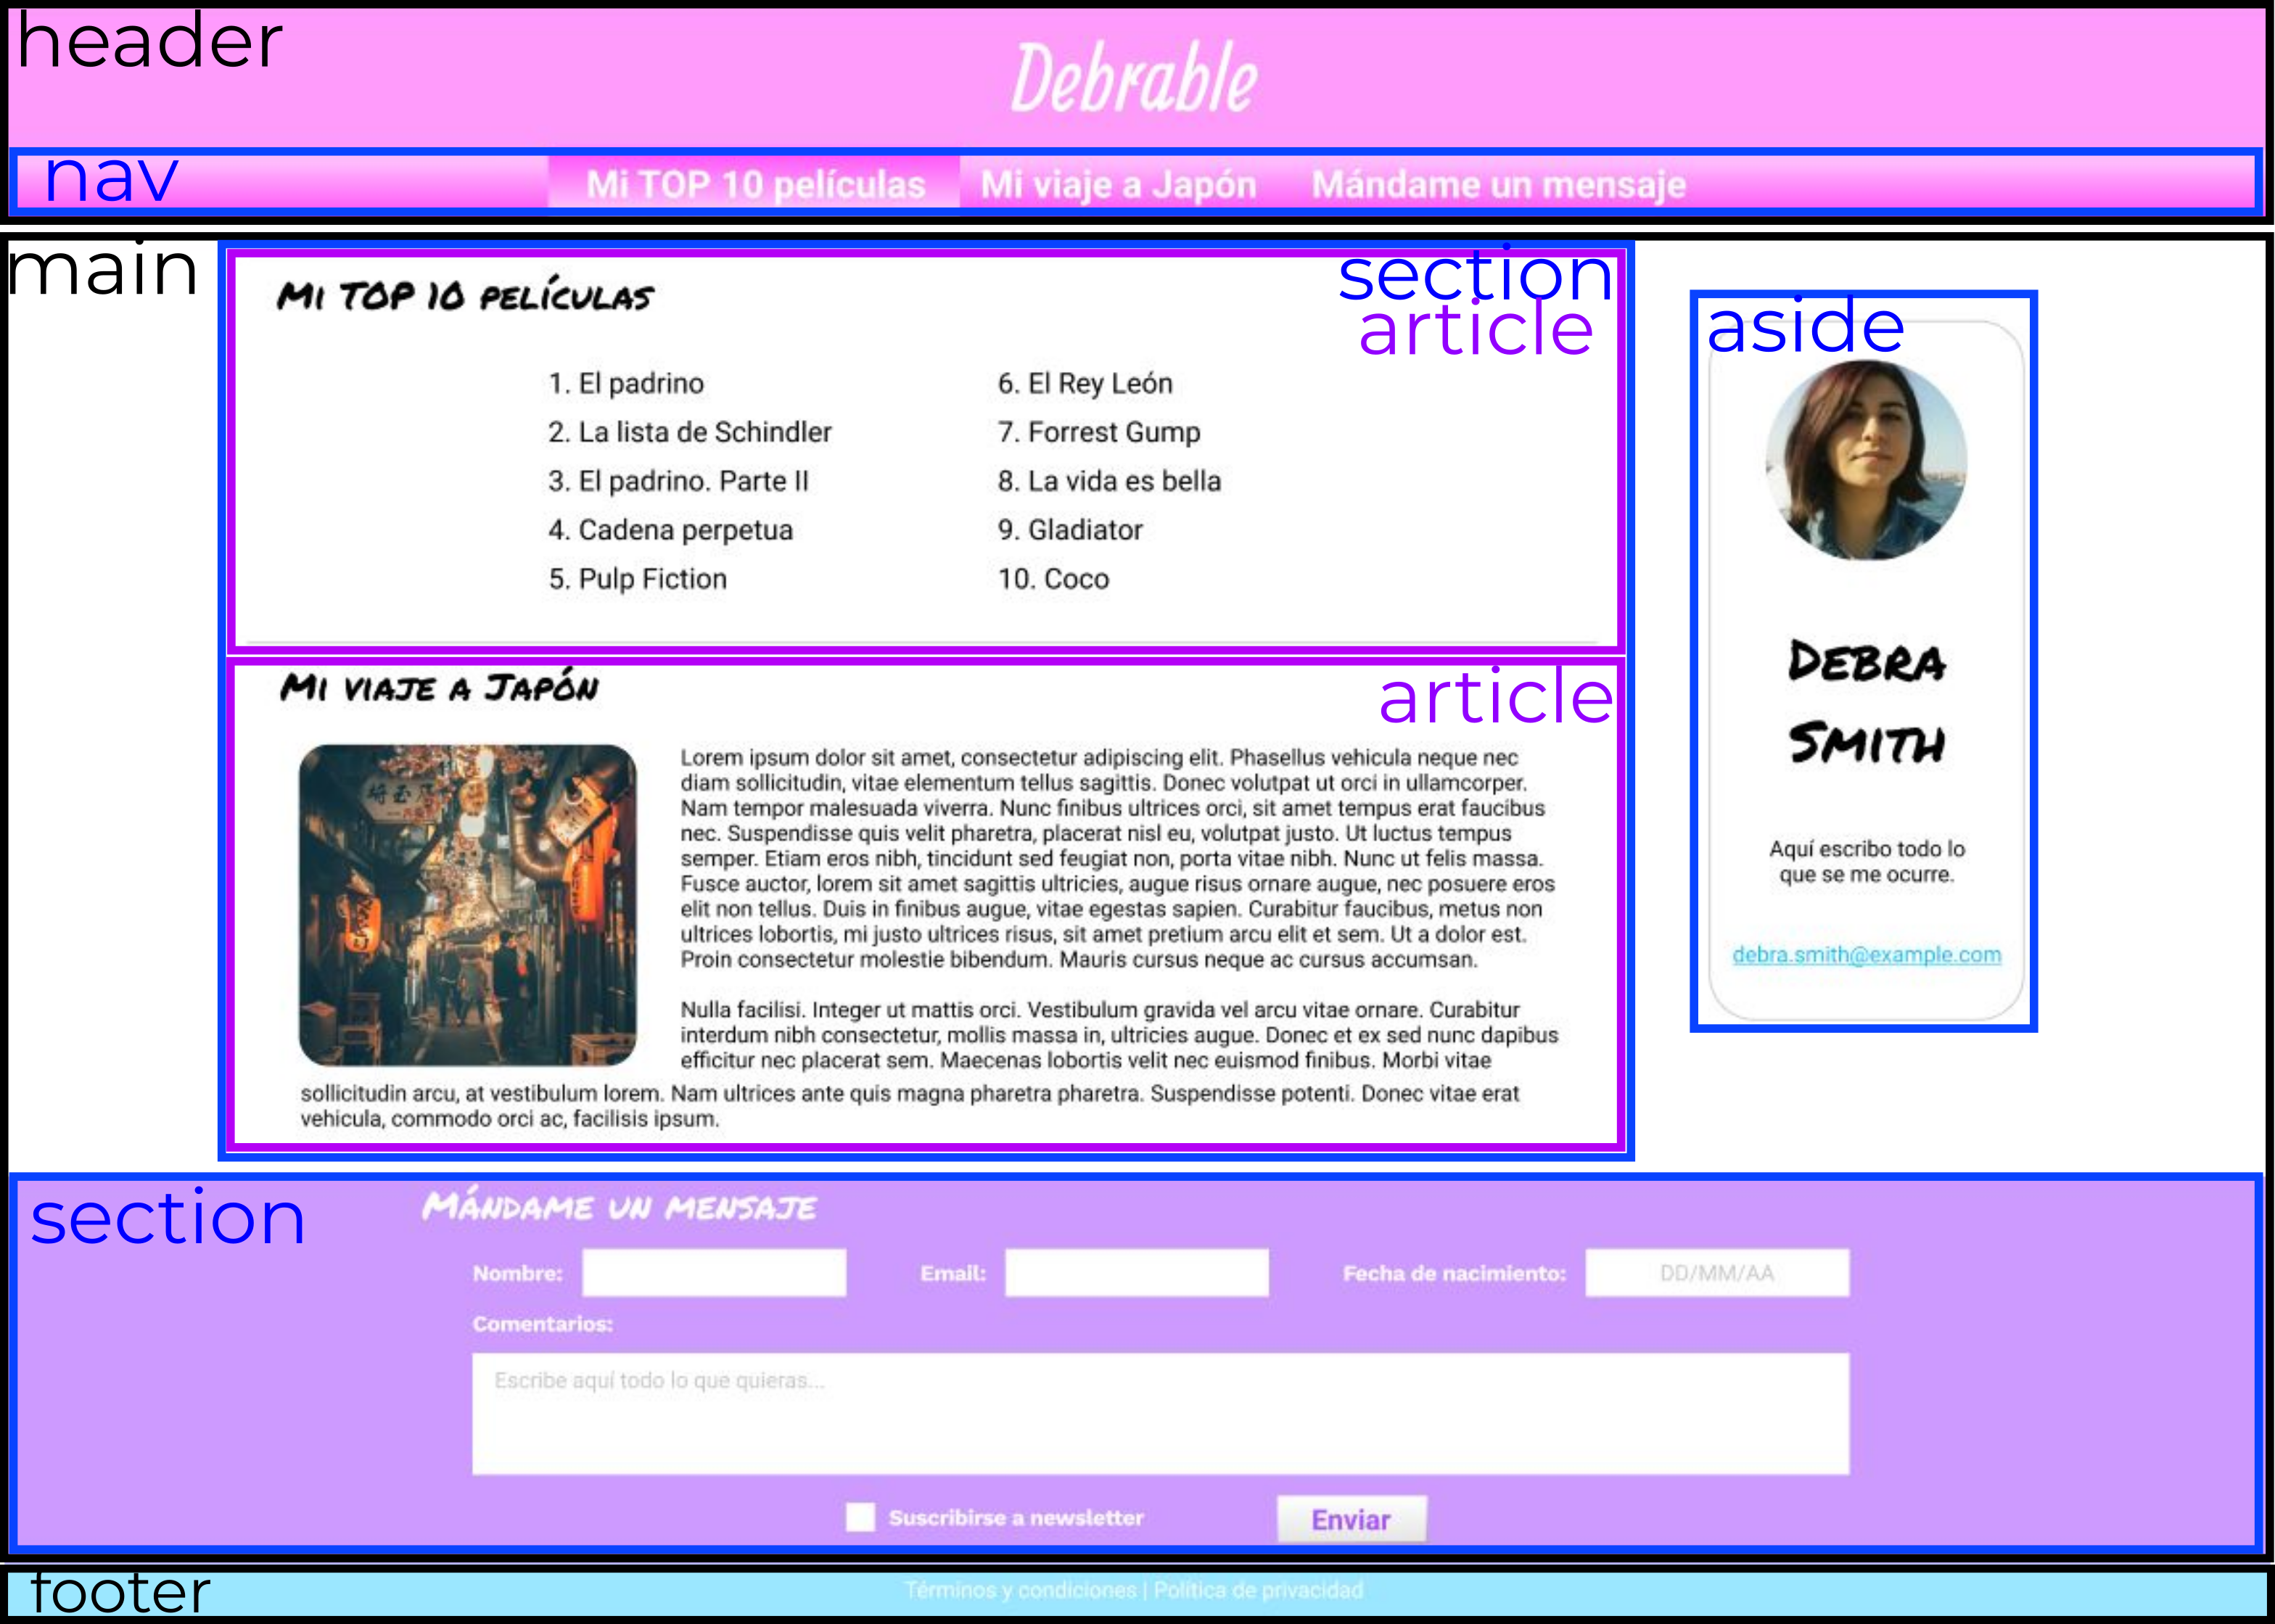 header
Debrable
nav
Mi TOP 10 películas Mi viaje a Japón Mándame un mensaje
main
section
article
Mi TOP 10 películas
1. El padrino
2. La lista de Schindler
3. El padrino. Parte II
4. Cadena perpetua
5. Pulp Fiction
6. El Rey León
7. Forrest Gump
8. La vida es bella
9. Gladiator
10. Coco
article
Mi viaje a Japón
Lorem ipsum dolor sit amet, consectetur adipiscing elit. Phasellus vehicula neque nec
diam sollicitudin, vitae elementum tellus sagittis. Donec volutpat ut orci in ullamcorper.
Nam tempor malesuada viverra. Nunc finibus ultrices orci, sit amet tempus erat faucibus
nec. Suspendisse quis velit pharetra, placerat nisl eu, volutpat justo. Ut luctus tempus
semper. Etiam eros nibh, tincidunt sed feugiat non, porta vitae nibh. Nunc ut felis massa.
Fusce auctor, lorem sit amet sagittis ultricies, augue risus ornare augue, nec posuere eros
elit non tellus. Duis in finibus augue, vitae egestas sapien. Curabitur faucibus, metus non
ultrices lobortis, mi justo ultrices risus, sit amet pretium arcu elit et sem. Ut a dolor est.
Proin consectetur molestie bibendum. Mauris cursus neque ac cursus accumsan.
Nulla facilisi. Integer ut mattis orci. Vestibulum gravida vel arcu vitae ornare. Curabitur
interdum nibh consectetur, mollis massa in, ultricies augue. Donec et ex sed nunc dapibus
efficitur nec placerat sem. Maecenas lobortis velit nec euismod finibus. Morbi vitae
sollicitudin arcu, at vestibulum lorem. Nam ultrices ante quis magna pharetra pharetra. Suspendisse potenti. Donec vitae erat
vehicula, commodo orci ac, facilisis ipsum.
aside
Debra
Smith
Aquí escribo todo lo
que se me ocurre.
debra.smith@example.com
section
Mándame un mensaje
Nombre: Email: Fecha de nacimiento: DD/MM/AA
Comentarios:
Escribe aquí todo lo que quieras...
Suscribirse a newsletter Enviar
footer
Términos y condiciones | Política de privacidad